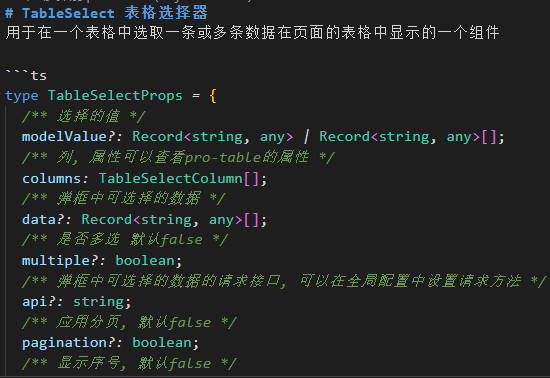 # TableSelect 表格选择器
用于在一个表格中选取一条或多条数据在页面的表格中显示的一个组件
```ts
type TableSelectProps = {
  /** 选择的值 */
  modelValue?: Record<string, any> | Record<string, any>[];
  /** 列, 属性可以查看pro-table的属性 */
  columns: TableSelectColumn[];
  /** 弹框中可选择的数据 */
  data?: Record<string, any>[];
  /** 是否多选 默认false */
  multiple?: boolean;
  /** 弹框中可选择的数据的请求接口, 可以在全局配置中设置请求方法 */
  api?: string;
  /** 应用分页, 默认false */
  pagination?: boolean;
  /** 显示序号, 默认false */